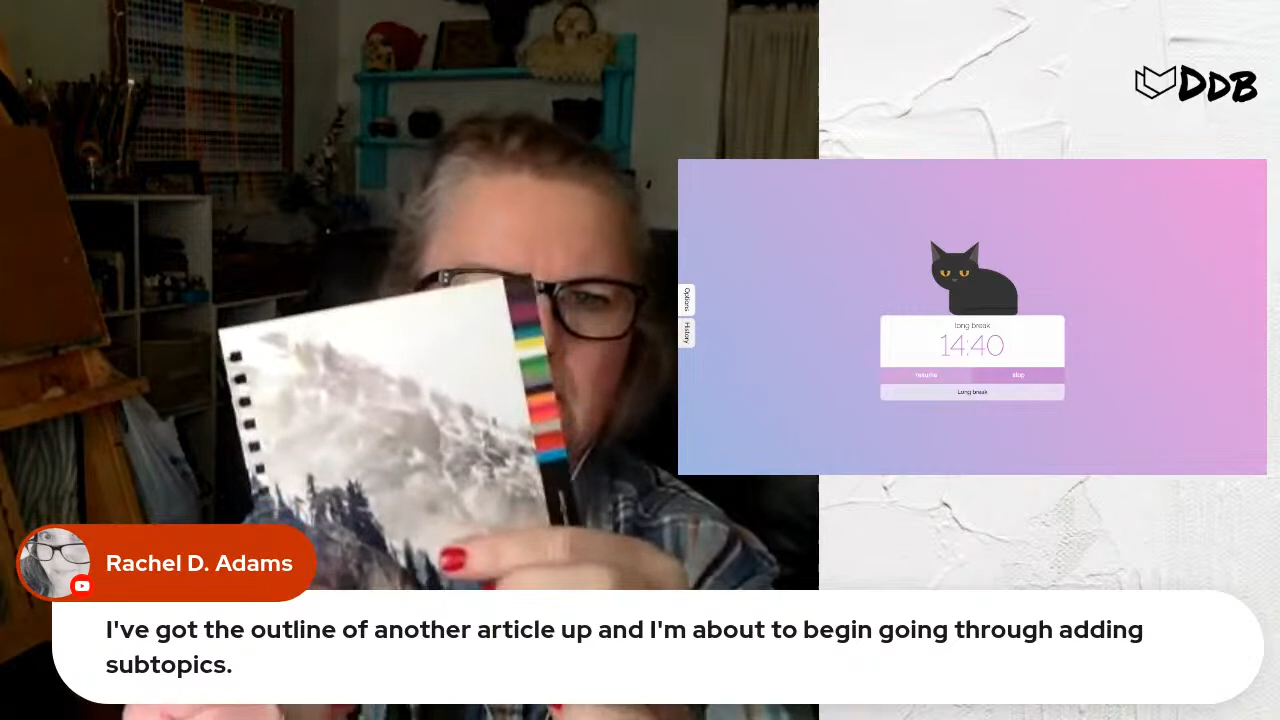 DDB
Options
History
long break
14:40
resume
stop
Long break
Rachel D. Adams
I've got the outline of another article up and I'm about to begin going through adding
subtopics.